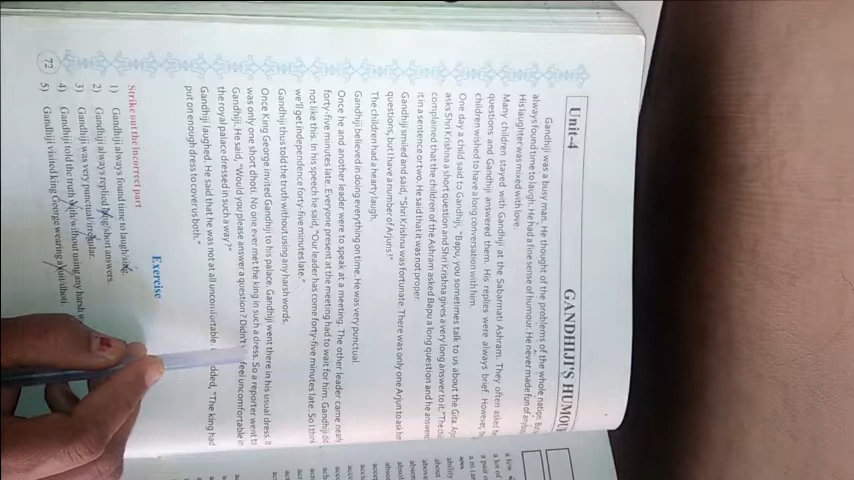 Unit-4
GANDHIJI'S HUMOU
Gandhiji was a busy man. He thought of the problems of the whole nation. But
always found time to laugh. He had a fine sense of humour. He never made fun of anybo
His laughter was mixed with love.
Many children stayed with Gandhiji at the Sabarmati Ashram. They often asked
questions and Gandhiji answered them. His replies were always brief. However,
children wished to have a long conversation with him.
One day a child said to Gandhiji, "Bapu, you sometimes talk to us about the Gita.
asks Shri Krishna a short question and Shri Krishna gives a very long answer to it."
complained that the children of the Ashram asked Bapu a long question and he answered
it in a sentence or two. He said that it was not proper.
Gandhiji smiled and said, "Shri Krishna was fortunate. There was only one Arjun to ask
questions, but I have a number of Arjuns!"
The children had a hearty laugh.
Gandhiji believed in doing everything on time. He was very punctual.
Once he and another leader were to speak at a meeting. The other leader came nearly
forty-five minutes late. Everyone present at the meeting had to wait for him. Gandhiji did
not like this. In his speech he said, "Our leader has come forty-five minutes late. So I think
we'll get independence forty-five minutes late."
Gandhiji thus told the truth without using any harsh words.
Once King George invited Gandhiji to his palace. Gandhiji went there in his usual dress. It
was only one short dhoti. No one ever met the king in such a dress. So a reporter went to
Gandhiji. He said, "Would you please answer a question? Didn't feel uncomfortable in
the royal palace dressed in such a way?"
Gandhiji laughed. He said that he was not at all uncomfortable. dded, "The king had
put on enough dress to cover us both."
Exercise
Strike out the incorrect part
1) Gandhiji always found time to laugh/
2) Gandhiji always replied long/short answers.
3) Gandhiji was very punctual/irregular.
4) Gandhiji told the truth with/without using any harsh w
5) Gandhiji visited king George wearing a dhoti.
72
a few
a lot of
a pair o
a.m.
ability
about
above
absen